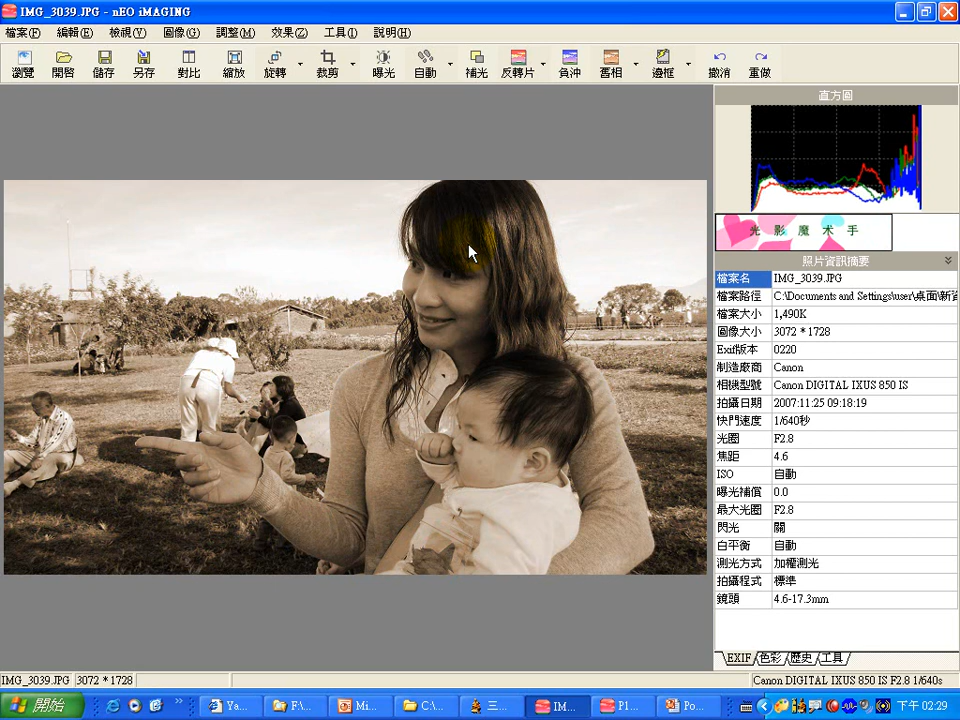 IMG_3039.JPG - nEO iMAGING
檔案(F) 編輯(E) 檢視(V) 圖像(G) 調整(M) 效果(Z) 工具(I) 說明(H)
瀏覽 開啓 儲存 另存 對比 縮放 旋轉 裁剪 曝光 自動 補光 反轉片 負沖 舊相 邊框 撤消 重做
直方圖
光影魔术手
照片資訊摘要
檔案名 IMG_3039.JPG
檔案路徑 C:\Documents and Settings\user\桌面\新資
檔案大小 1,490K
圖像大小 3072 * 1728
Exif版本 0220
制造廠商 Canon
相機型號 Canon DIGITAL IXUS 850 IS
拍攝日期 2007:11:25 09:18:19
快門速度 1/640秒
光圈 F2.8
焦距 4.6
ISO 自動
曝光補償 0.0
最大光圈 F2.8
閃光 關
白平衡 自動
測光方式 加權測光
拍攝程式 標準
鏡頭 4.6-17.3mm
EXIF 色彩 歷史 工具
IMG_3039.JPG 3072 * 1728 Canon DIGITAL IXUS 850 IS F2.8 1/640s
開始 Ya... F:\... Mi... C:\... 三... IM... P1... Po... 下午 02:29